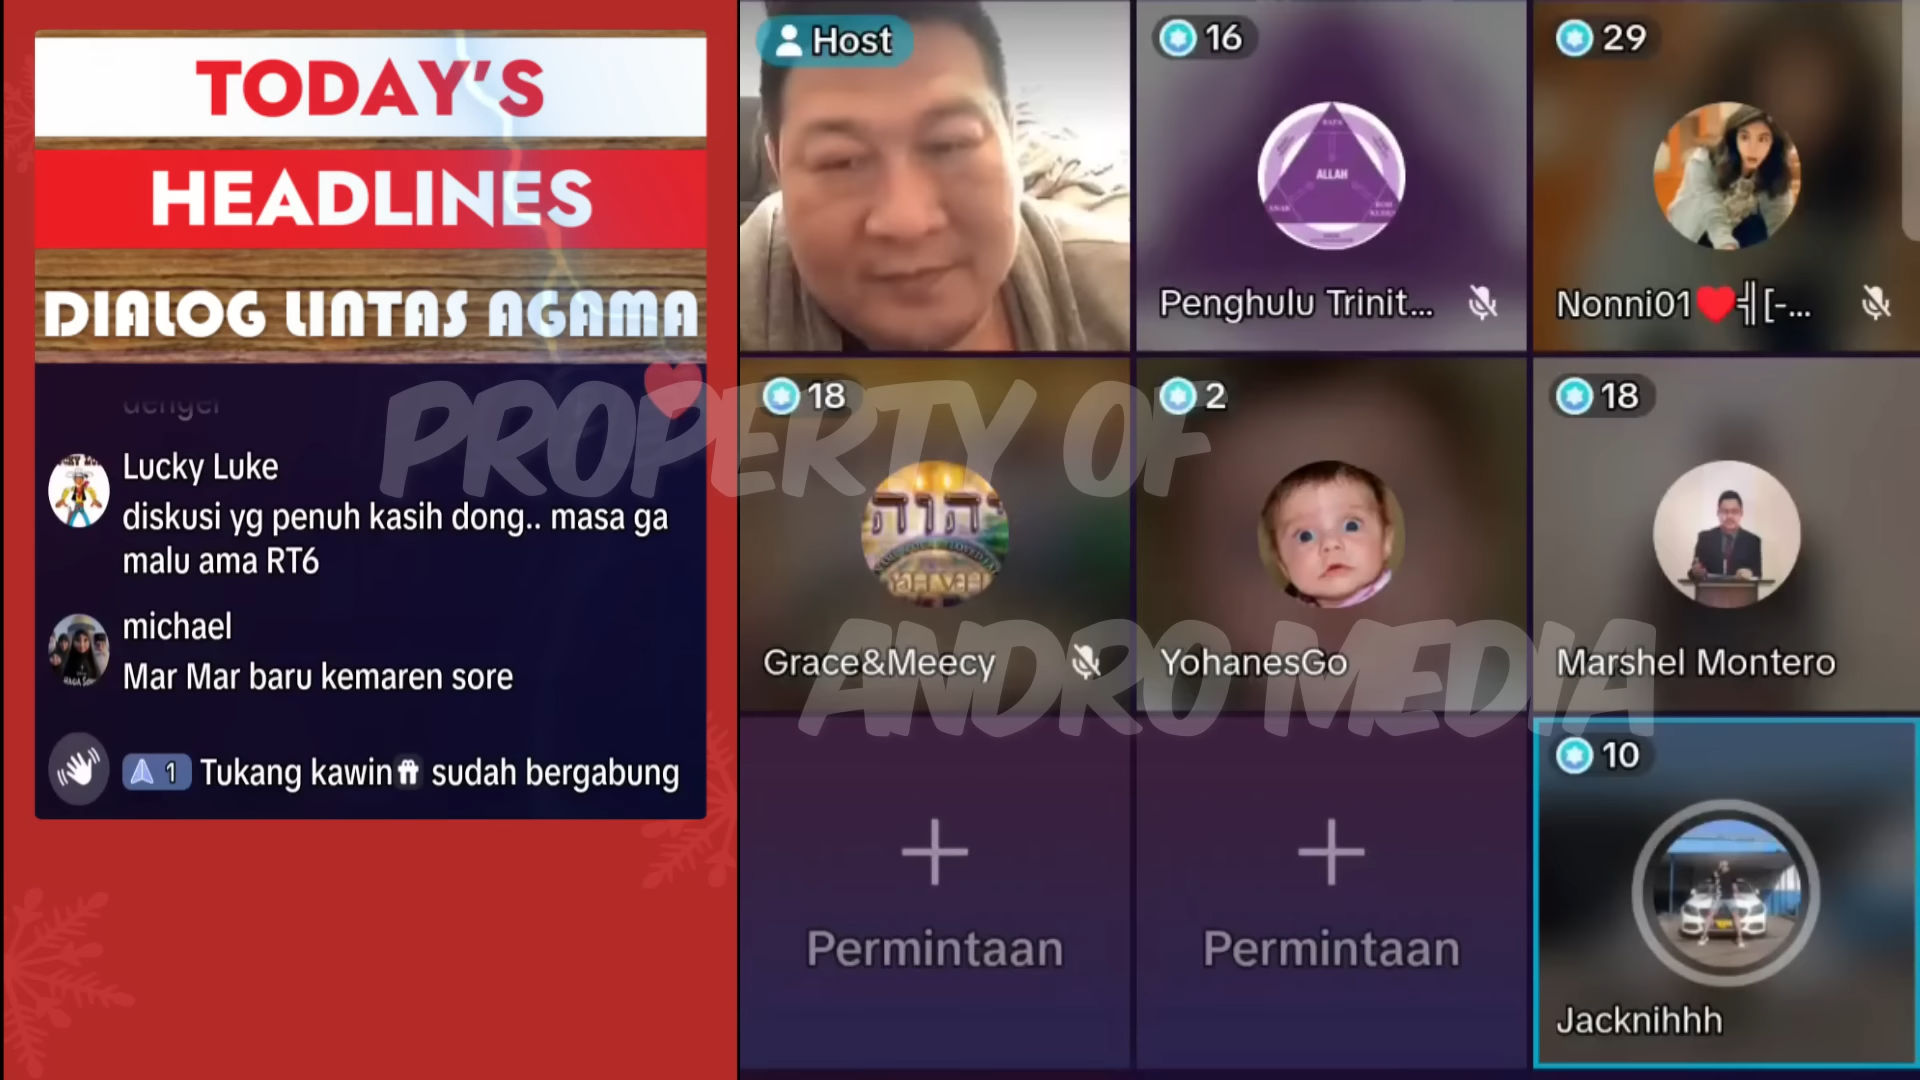 TODAY'S
HEADLINES
DIALOG LINTAS AGAMA
Lucky Luke
diskusi yg penuh kasih dong.. masa ga
malu ama RT6
michael
Mar Mar baru kemaren sore
1 Tukang kawin sudah bergabung
Host
16
ALLAH
Penghulu Trinit...
29
Nonni01❤️╣[-...
18
יהוה
Grace&Meecy
2
YohanesGo
18
Marshel Montero
Permintaan
Permintaan
10
Jacknihhh
PROPERTY OF
ANDRO MEDIA